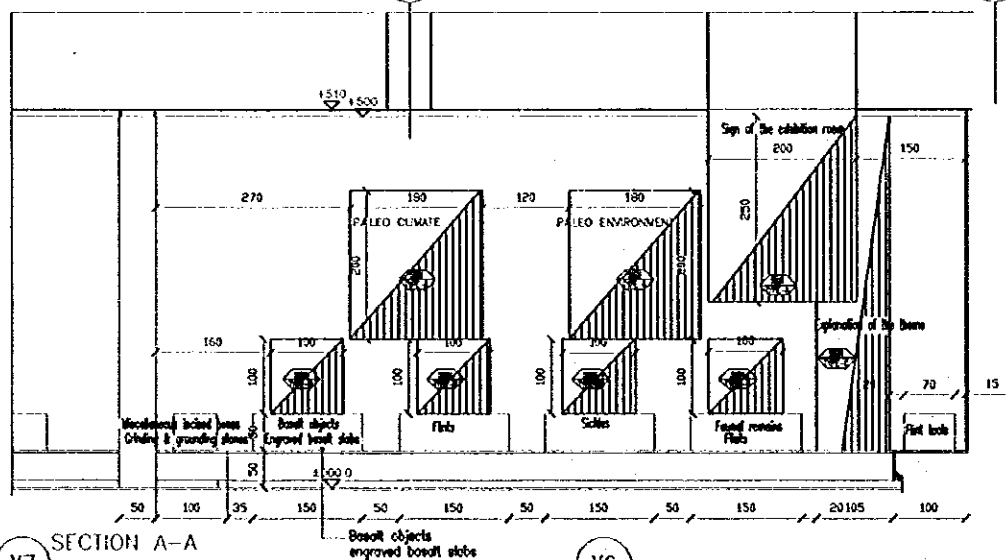 +510
+500
Sign of the exhibition room
200
150
270
180
120
180
PALEO CLIMATE
PALEO ENVIRONMENT
250
200
200
Explanation of the theme
160
100
100
100
100
100
100
100
100
70
15
Miscellaneous incised bones
Grinding & grounding stones
Basalt objects
Engraved basalt slabs
Flints
Sickles
Faunal remains
Flints
Flint tools
50
50
100
35
150
50
150
50
150
50
150
20
105
100
SECTION A-A
Basalt objects
engraved basalt slabs